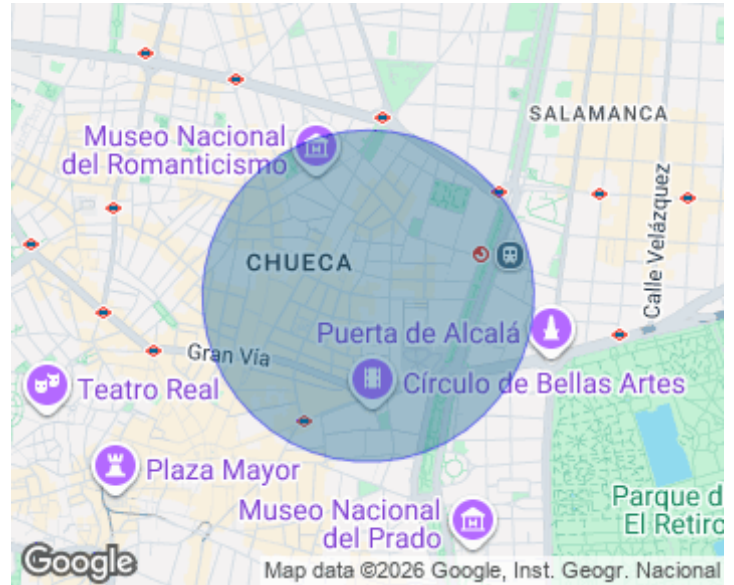 SALAMANCA
Museo Nacional
del Romanticismo
Calle Velázquez
CHUECA
Puerta de Alcalá
Gran Vía
Teatro Real
Círculo de Bellas Artes
Plaza Mayor
Museo Nacional
del Prado
Parque d
El Retiro
Google
Map data ©2026 Google, Inst. Geogr. Nacional